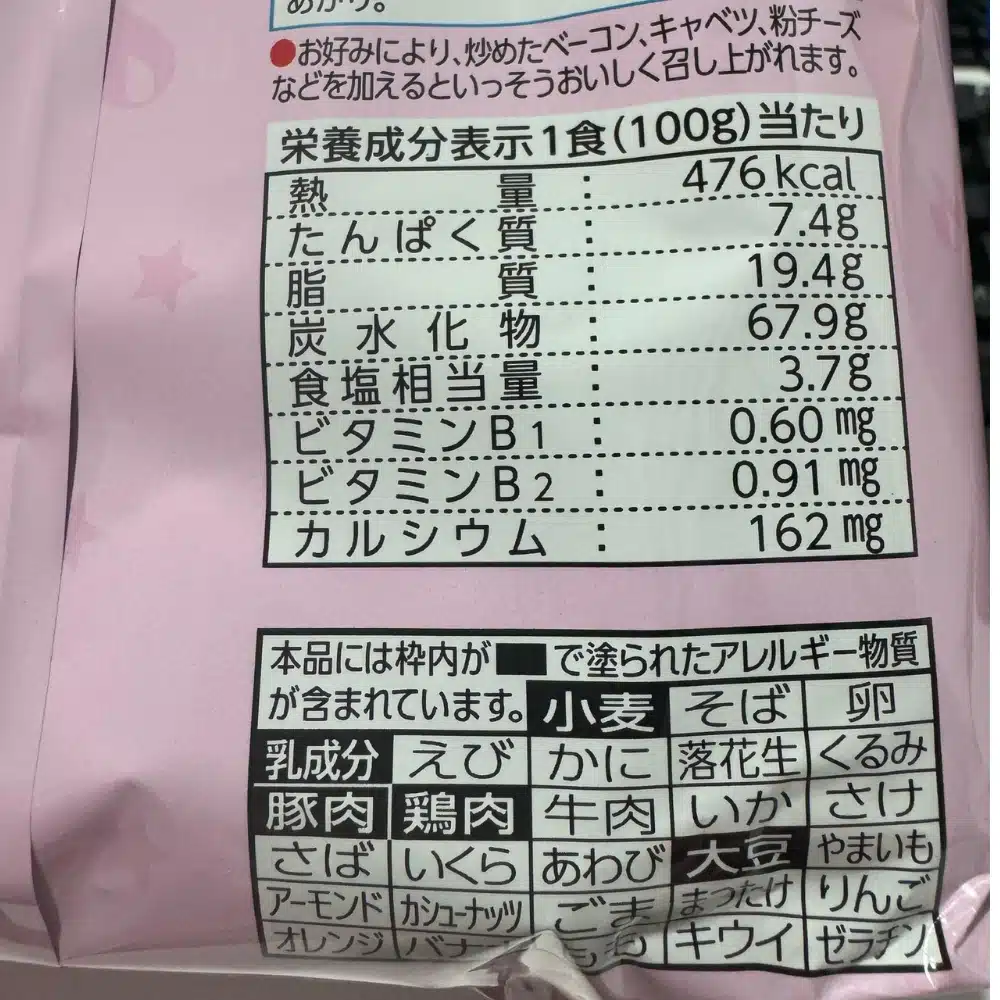 ●お好みにより、炒めたベーコン、キャベツ、粉チーズ
などを加えるといっそうおいしく召し上がれます。
栄養成分表示1食(100g)当たり
熱量 : 476kcal
たんぱく質 : 7.4g
脂質 : 19.4g
炭水化物 : 67.9g
食塩相当量 : 3.7g
ビタミンB1 : 0.60mg
ビタミンB2 : 0.91mg
カルシウム : 162mg
本品には枠内が■■で塗られたアレルギー物質
が含まれています。 小麦 そば 卵
乳成分 えび かに 落花生 くるみ
豚肉 鶏肉 牛肉 いか さけ
さば いくら あわび 大豆 やまいも
アーモンド カシューナッツ ごま まつたけ りんご
オレンジ バナ もも キウイ ゼラチン